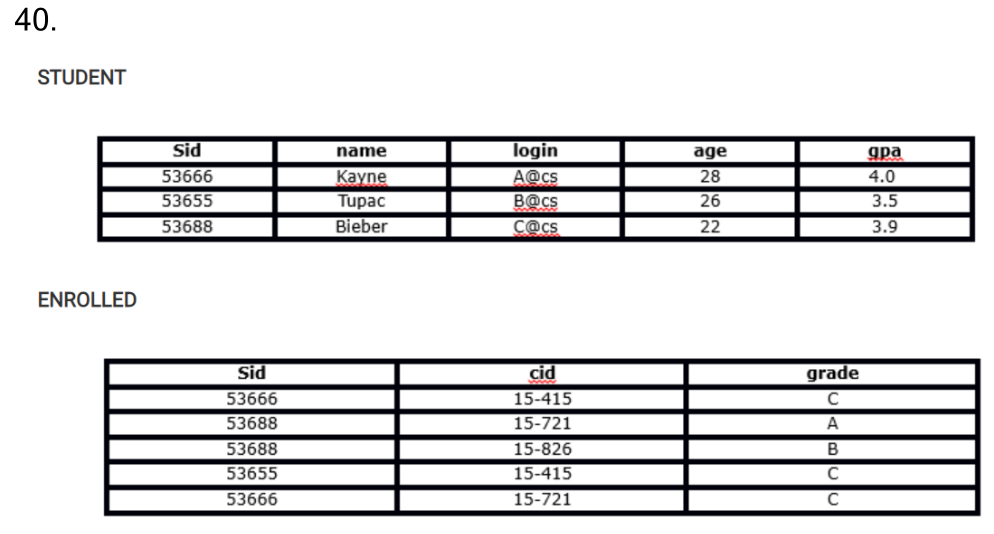 40.
STUDENT
Sid name login age gpa
53666 Kayne A@cs 28 4.0
53655 Tupac B@cs 26 3.5
53688 Bieber C@cs 22 3.9
ENROLLED
Sid cid grade
53666 15-415 C
53688 15-721 A
53688 15-826 B
53655 15-415 C
53666 15-721 C